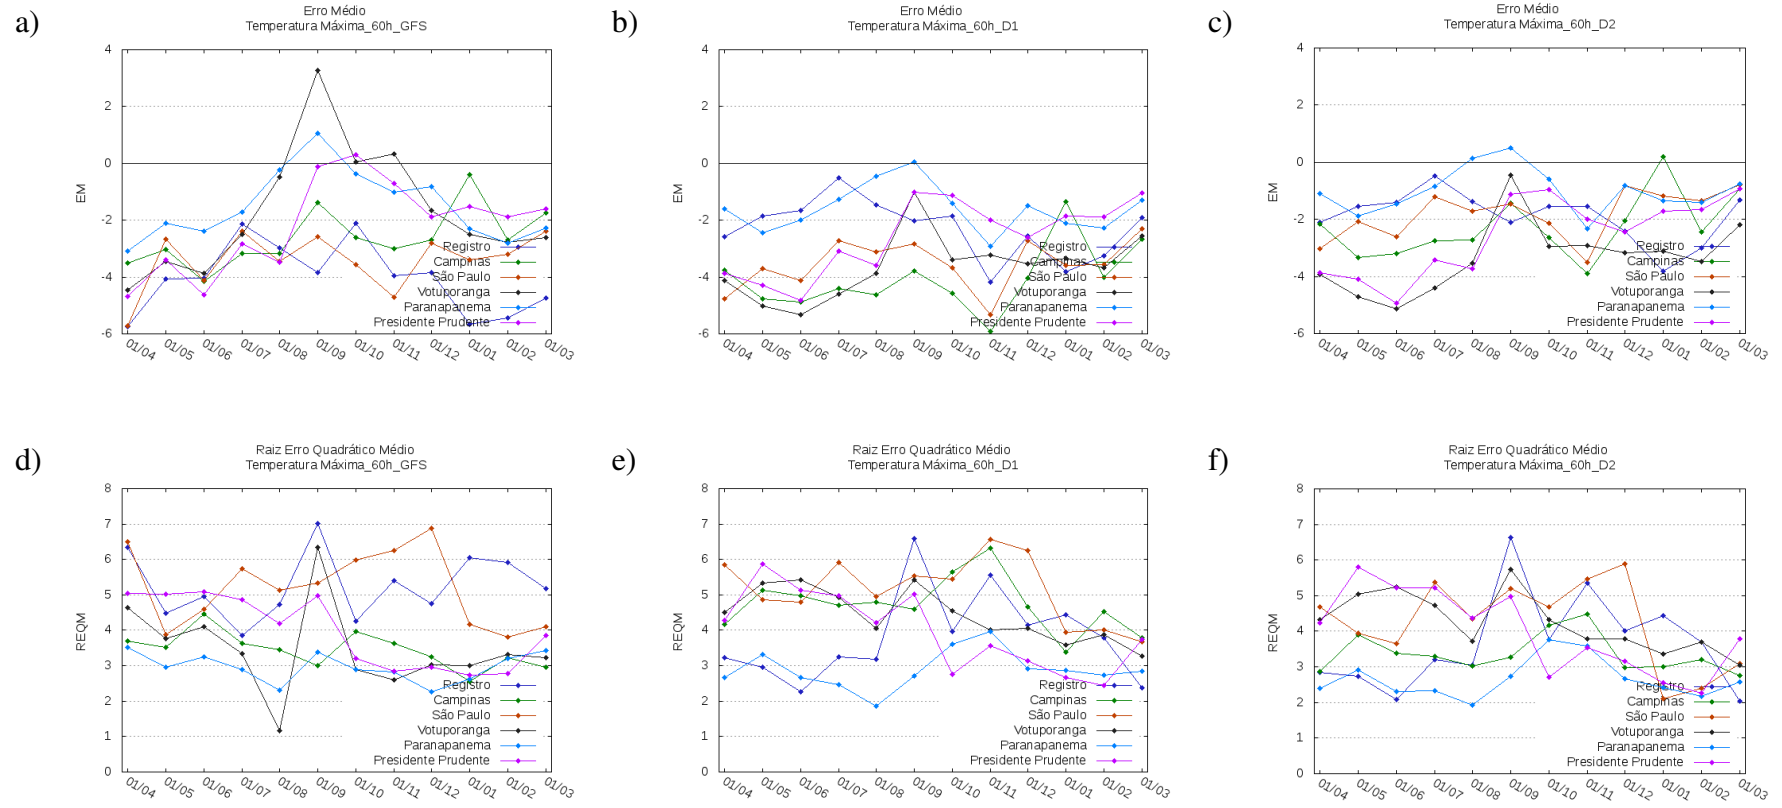 a)
Erro Médio
Temperatura Máxima_60h_GFS
4
2
0
-2
-4
-6
EM
01/04 01/05 01/06 01/07 01/08 01/09 01/10 01/11 01/12 01/01 01/02 01/03
Registro
Campinas
São Paulo
Votuporanga
Paranapanema
Presidente Prudente
b)
Erro Médio
Temperatura Máxima_60h_D1
4
2
0
-2
-4
-6
EM
01/04 01/05 01/06 01/07 01/08 01/09 01/10 01/11 01/12 01/01 01/02 01/03
Registro
Campinas
São Paulo
Votuporanga
Paranapanema
Presidente Prudente
c)
Erro Médio
Temperatura Máxima_60h_D2
4
2
0
-2
-4
-6
EM
01/04 01/05 01/06 01/07 01/08 01/09 01/10 01/11 01/12 01/01 01/02 01/03
Registro
Campinas
São Paulo
Votuporanga
Paranapanema
Presidente Prudente
d)
Raiz Erro Quadrático Médio
Temperatura Máxima_60h_GFS
8
7
6
5
4
3
2
1
0
REQM
01/04 01/05 01/06 01/07 01/08 01/09 01/10 01/11 01/12 01/01 01/02 01/03
Registro
Campinas
São Paulo
Votuporanga
Paranapanema
Presidente Prudente
e)
Raiz Erro Quadrático Médio
Temperatura Máxima_60h_D1
8
7
6
5
4
3
2
1
0
REQM
01/04 01/05 01/06 01/07 01/08 01/09 01/10 01/11 01/12 01/01 01/02 01/03
Registro
Campinas
São Paulo
Votuporanga
Paranapanema
Presidente Prudente
f)
Raiz Erro Quadrático Médio
Temperatura Máxima_60h_D2
8
7
6
5
4
3
2
1
0
REQM
01/04 01/05 01/06 01/07 01/08 01/09 01/10 01/11 01/12 01/01 01/02 01/03
Registro
Campinas
São Paulo
Votuporanga
Paranapanema
Presidente Prudente